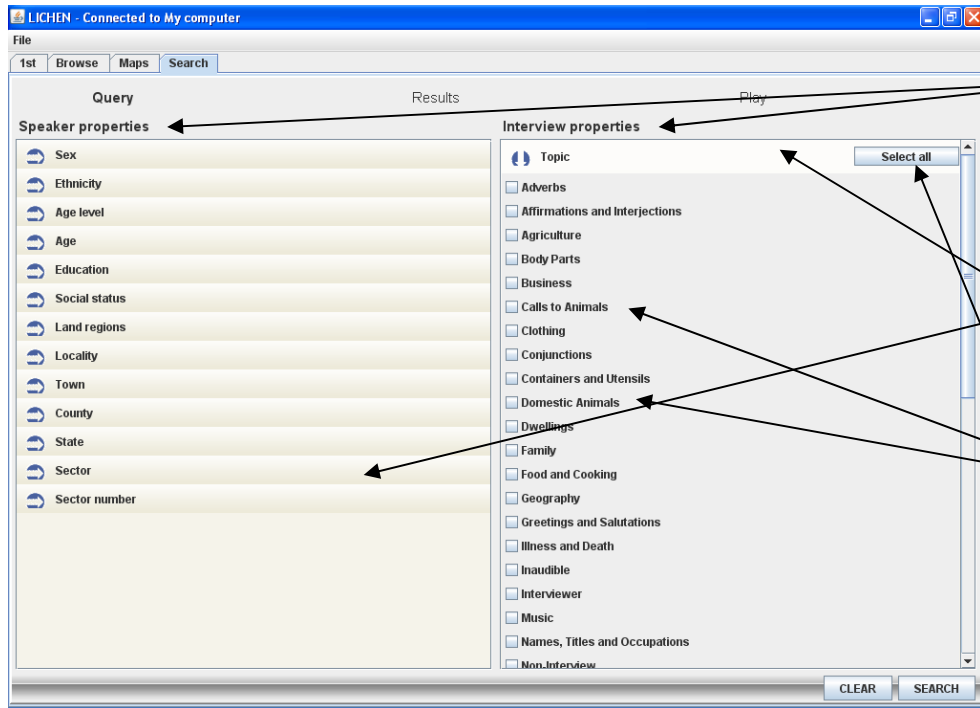 LICHEN - Connected to My computer
File
1st Browse Maps Search
Query Results Play
Speaker properties
Sex
Ethnicity
Age level
Age
Education
Social status
Land regions
Locality
Town
County
State
Sector
Sector number
Interview properties
Topic Select all
Adverbs
Affirmations and Interjections
Agriculture
Body Parts
Business
Calls to Animals
Clothing
Conjunctions
Containers and Utensils
Domestic Animals
Dwellings
Family
Food and Cooking
Geography
Greetings and Salutations
Illness and Death
Inaudible
Interviewer
Music
Names, Titles and Occupations
Non-Interview
CLEAR SEARCH